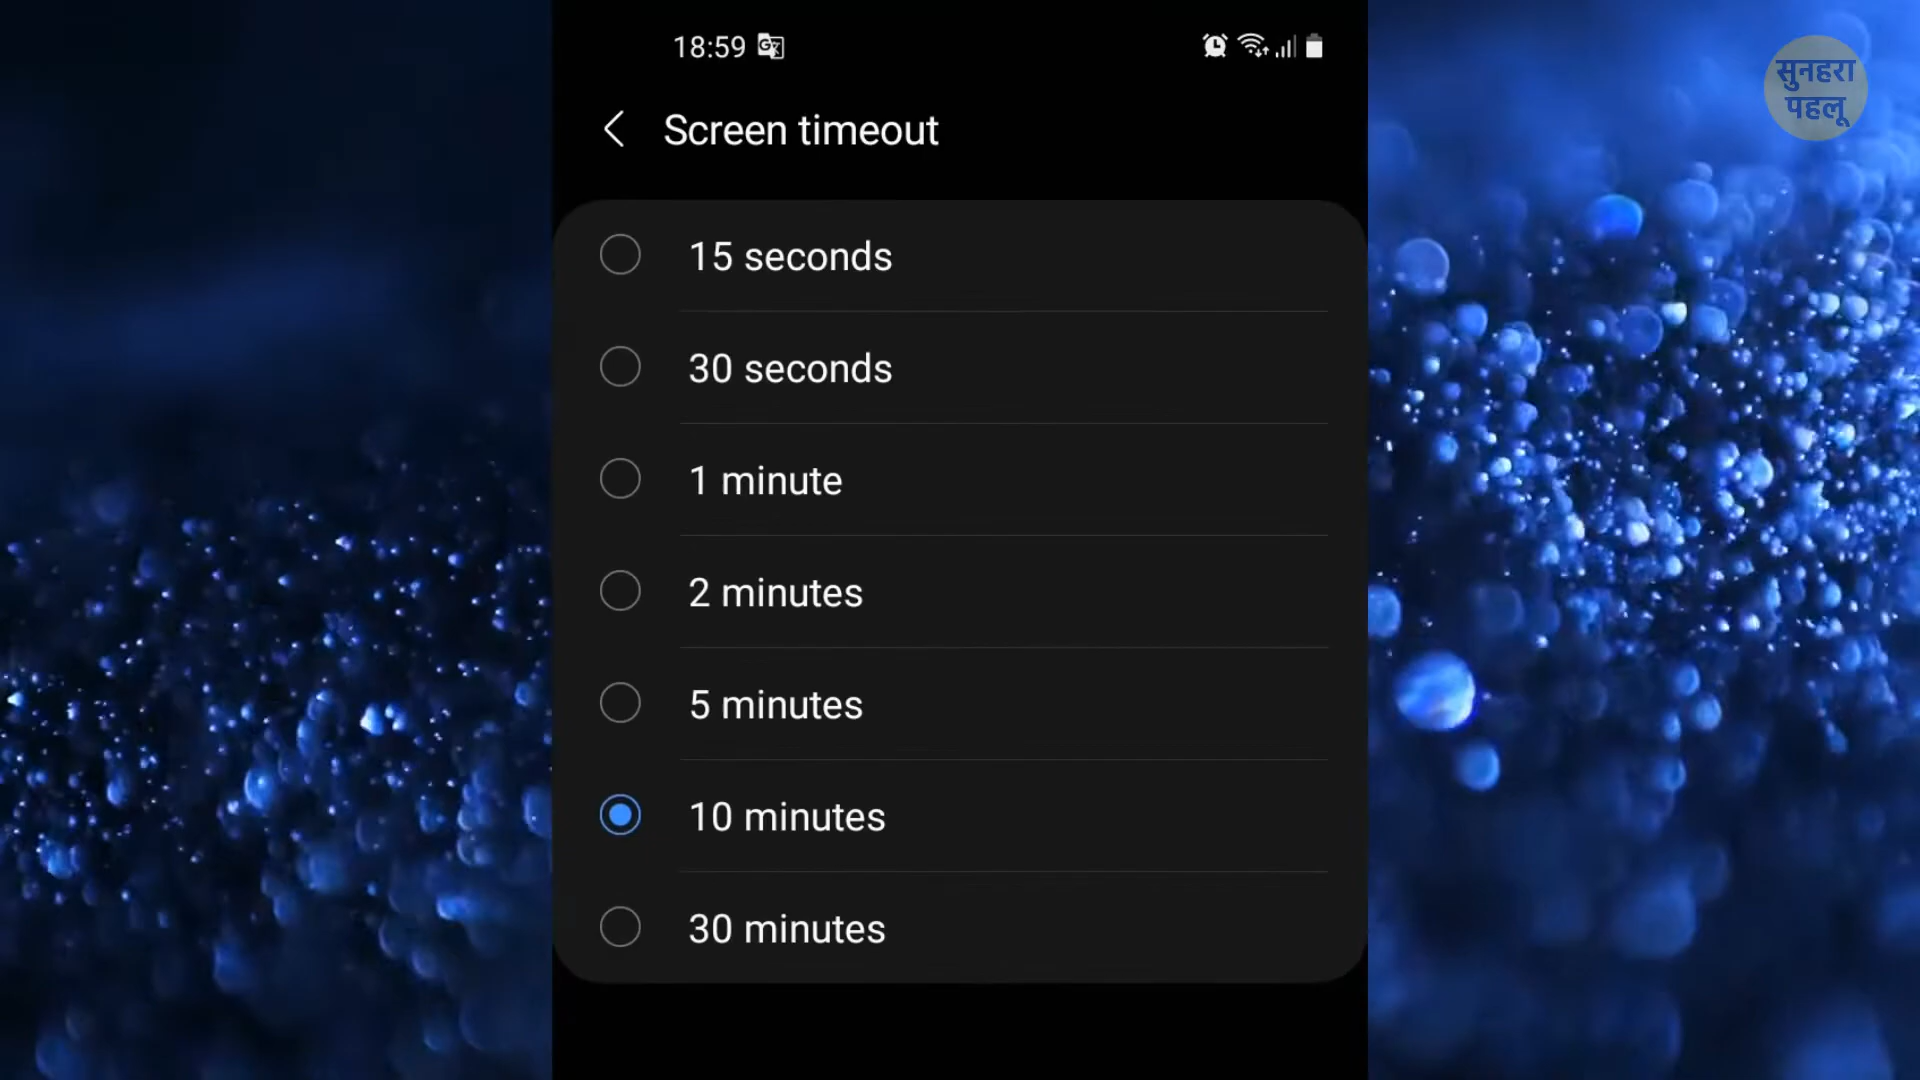 18:59
सुनहरा
पहलू
Screen timeout
15 seconds
30 seconds
1 minute
2 minutes
5 minutes
10 minutes
30 minutes